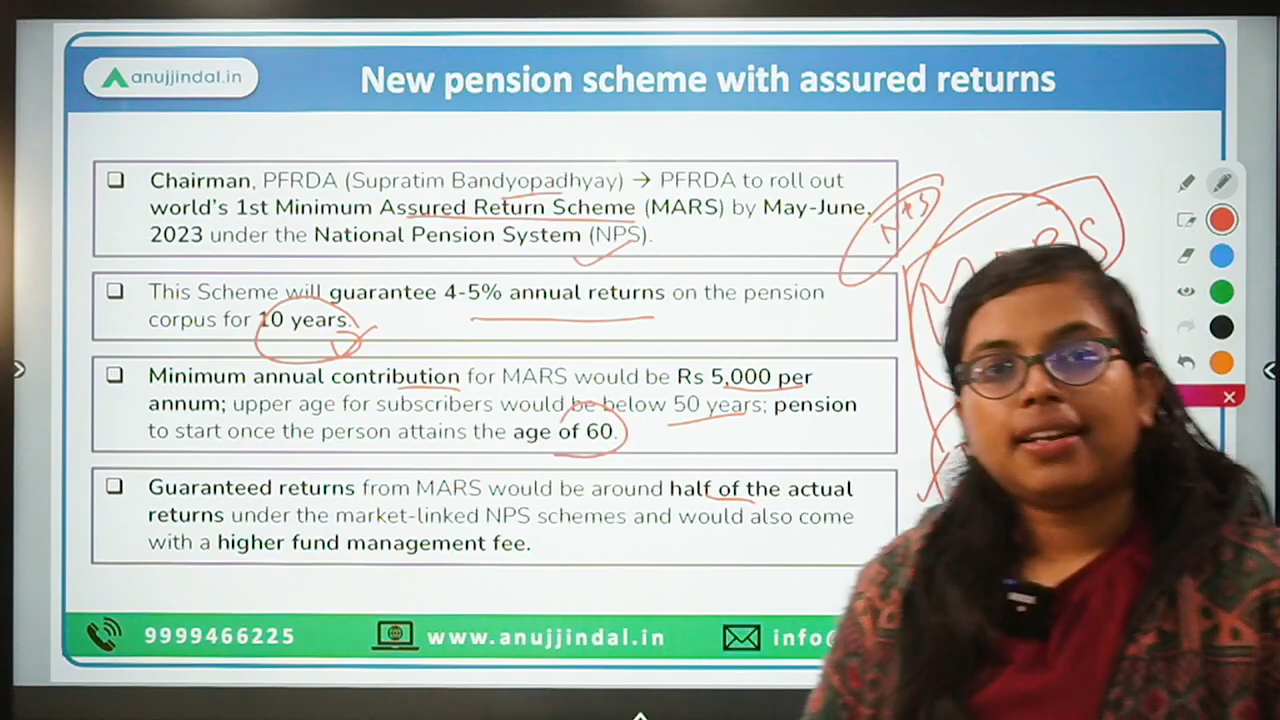 anujjindal.in
New pension scheme with assured returns
Chairman, PFRDA (Supratim Bandyopadhyay) → PFRDA to roll out
world's 1st Minimum Assured Return Scheme (MARS) by May-June,
2023 under the National Pension System (NPS).
NPS
This Scheme will guarantee 4-5% annual returns on the pension
corpus for 10 years.
Minimum annual contribution for MARS would be Rs 5,000 per
annum; upper age for subscribers would be below 50 years; pension
to start once the person attains the age of 60.
Guaranteed returns from MARS would be around half of the actual
returns under the market-linked NPS schemes and would also come
with a higher fund management fee.
9999466225
www.anujjindal.in